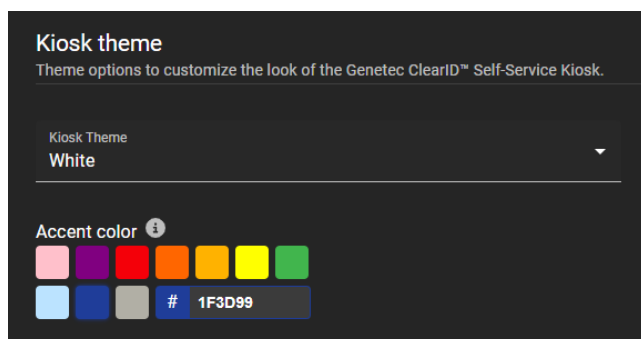 Kiosk theme
Theme options to customize the look of the Genetec ClearID™ Self-Service Kiosk.
Kiosk Theme
White
Accent color
# 1F3D99